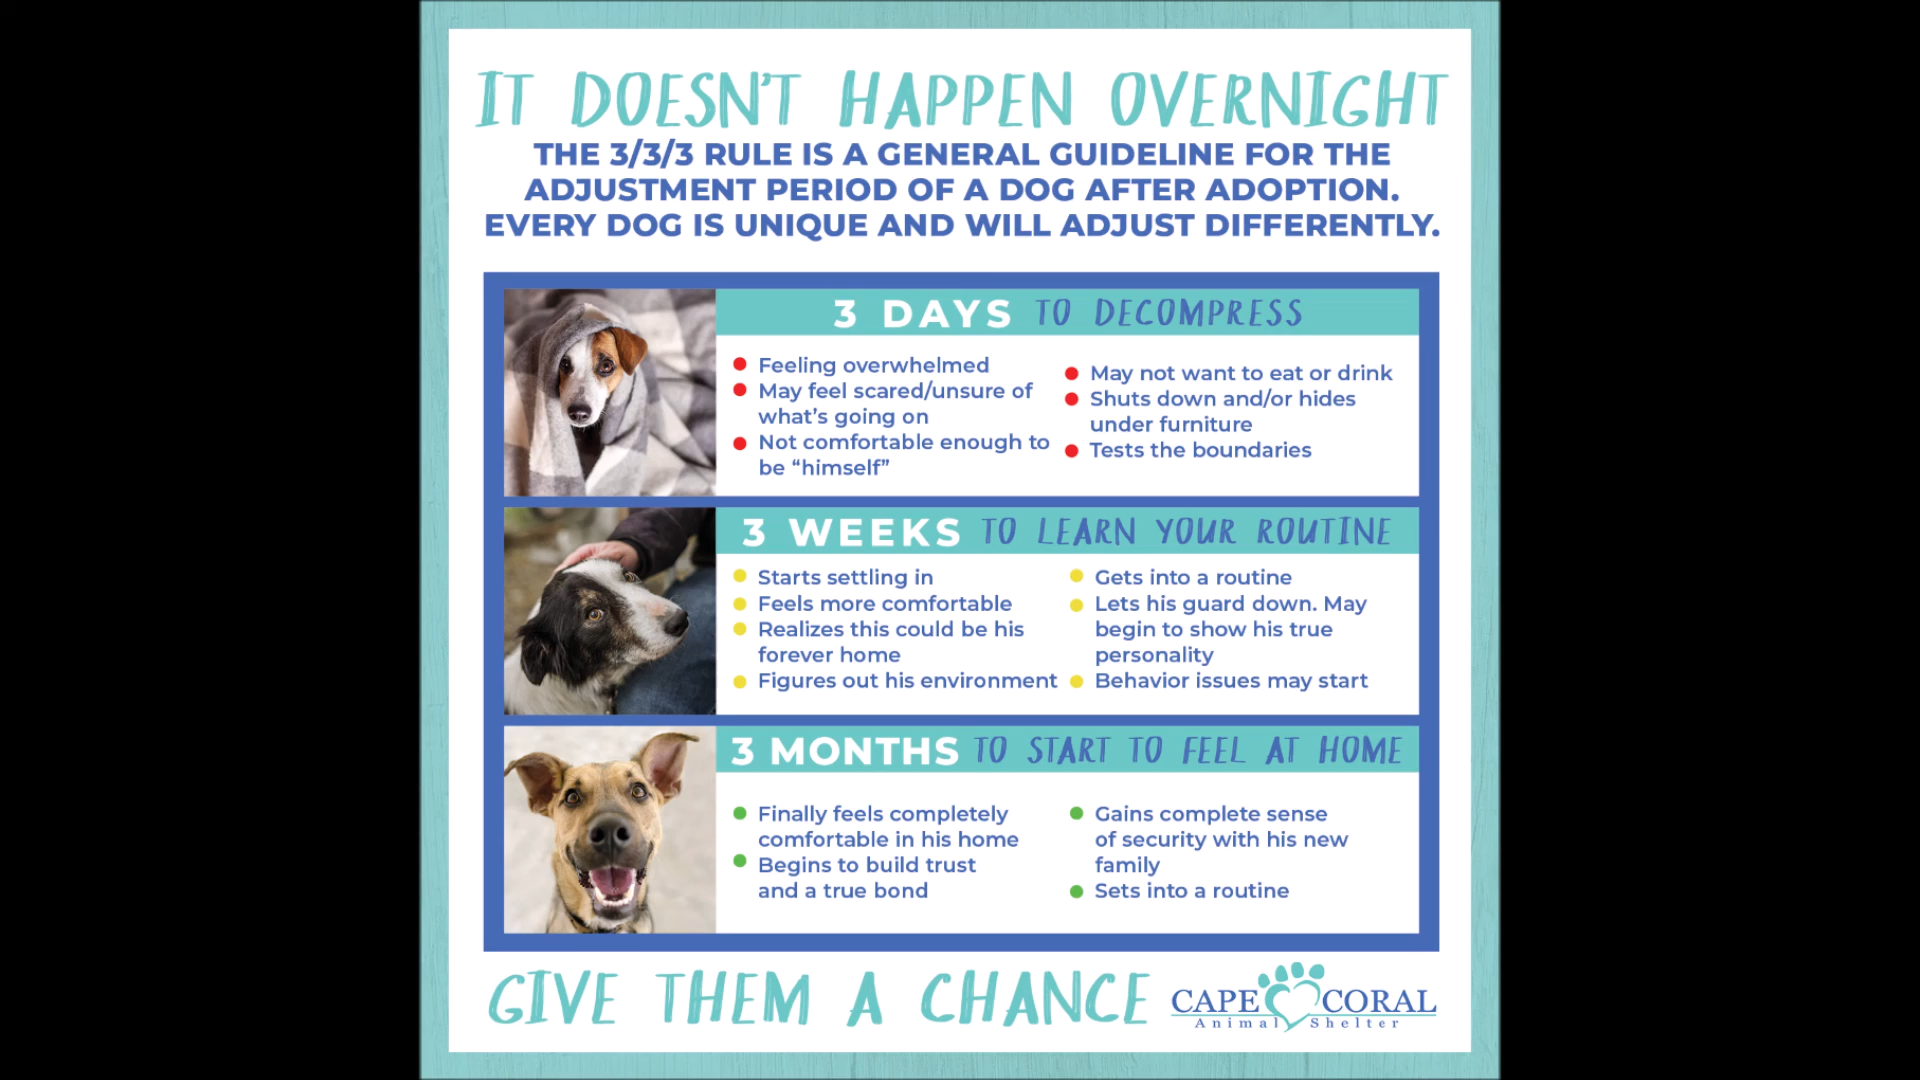 IT DOESN'T HAPPEN OVERNIGHT
THE 3/3/3 RULE IS A GENERAL GUIDELINE FOR THE
ADJUSTMENT PERIOD OF A DOG AFTER ADOPTION.
EVERY DOG IS UNIQUE AND WILL ADJUST DIFFERENTLY.
3 DAYS TO DECOMPRESS
Feeling overwhelmed
May feel scared/unsure of
what's going on
Not comfortable enough to
be “himself”
May not want to eat or drink
Shuts down and/or hides
under furniture
Tests the boundaries
3 WEEKS TO LEARN YOUR ROUTINE
Starts settling in
Feels more comfortable
Realizes this could be his
forever home
Figures out his environment
Gets into a routine
Lets his guard down. May
begin to show his true
personality
Behavior issues may start
3 MONTHS TO START TO FEEL AT HOME
Finally feels completely
comfortable in his home
Begins to build trust
and a true bond
Gains complete sense
of security with his new
family
Sets into a routine
GIVE THEM A CHANCE
CAPE CORAL
Animal Shelter